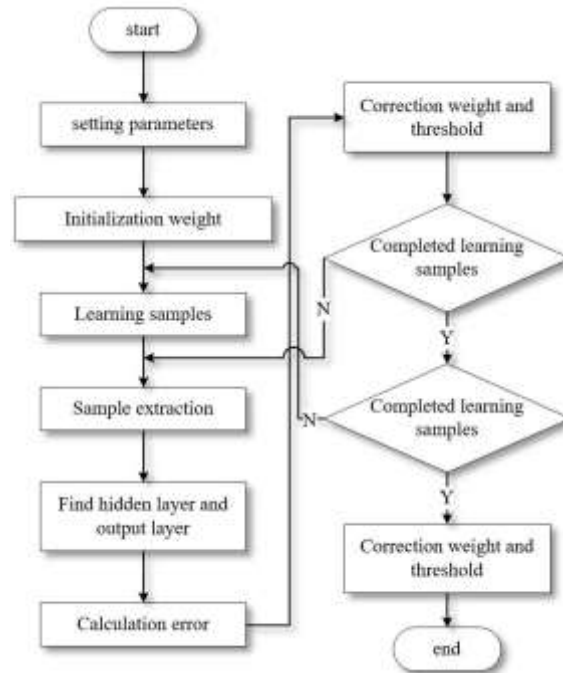 start
setting parameters
Initialization weight
Learning samples
Sample extraction
Find hidden layer and
output layer
Calculation error
Correction weight and
threshold
Completed learning
samples
N
Y
Completed learning
samples
N
Y
Correction weight and
threshold
end